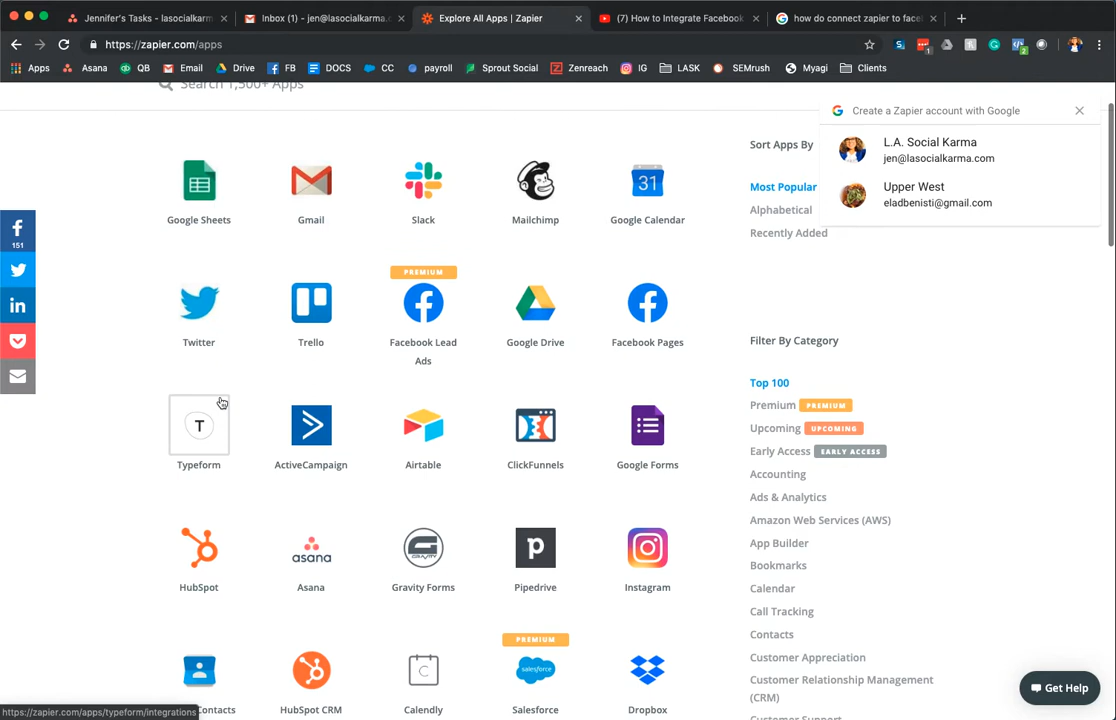 Jennifer's Tasks - lasocialkarm
Inbox (1) - jen@lasocialkarma.c
Explore All Apps | Zapier
(7) How to Integrate Facebook
how do connect zapier to facel
https://zapier.com/apps
Apps Asana QB Email Drive FB DOCS CC payroll Sprout Social Zenreach IG LASK SEMrush Myagi Clients
Search 1,500+ Apps
Create a Zapier account with Google
L.A. Social Karma
jen@lasocialkarma.com
Upper West
eladbenisti@gmail.com
Sort Apps By
Most Popular
Alphabetical
Recently Added
151
31
Google Sheets Gmail Slack Mailchimp Google Calendar
PREMIUM
Twitter Trello Facebook Lead Ads Google Drive Facebook Pages
Filter By Category
Top 100
Premium PREMIUM
Upcoming UPCOMING
Early Access EARLY ACCESS
Accounting
Ads & Analytics
Amazon Web Services (AWS)
App Builder
Bookmarks
Calendar
Call Tracking
Contacts
Customer Appreciation
Customer Relationship Management
(CRM)
T
Typeform ActiveCampaign Airtable ClickFunnels Google Forms
asana
HubSpot Asana Gravity Forms Pipedrive Instagram
PREMIUM
salesforce
Contacts HubSpot CRM Calendly Salesforce Dropbox
https://zapier.com/apps/typeform/integrations
Get Help